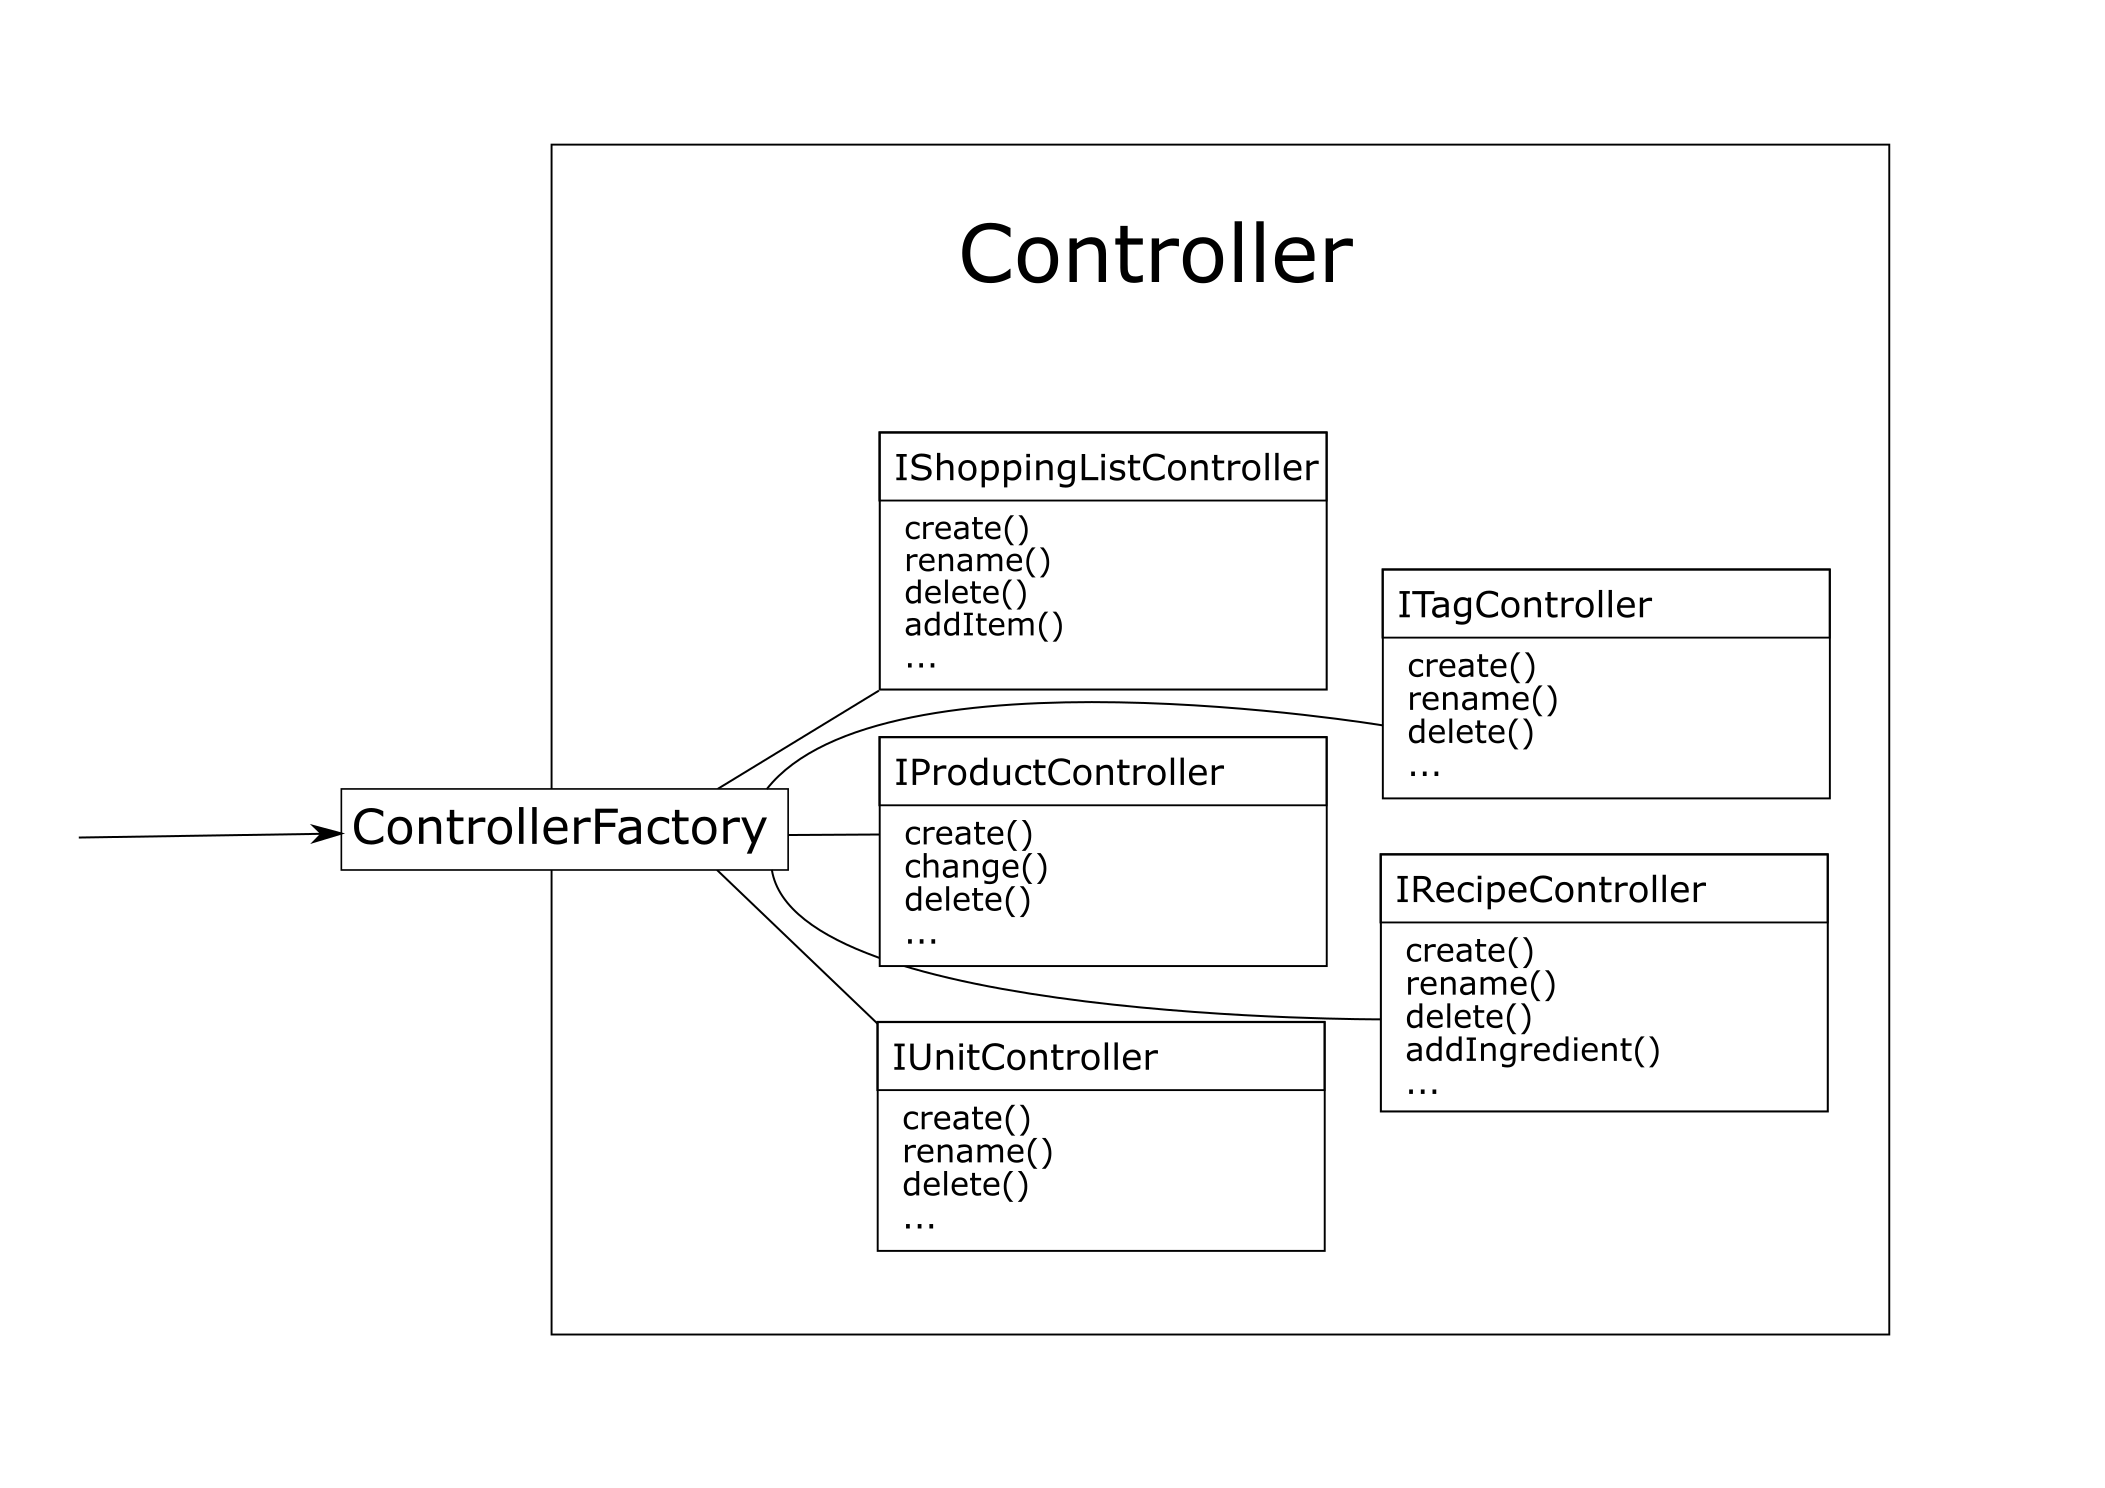 Controller
IShoppingListController
create()
rename()
delete()
addItem()
...
ITagController
create()
rename()
delete()
...
ControllerFactory
IProductController
create()
change()
delete()
...
IRecipeController
create()
rename()
delete()
addIngredient()
...
IUnitController
create()
rename()
delete()
...